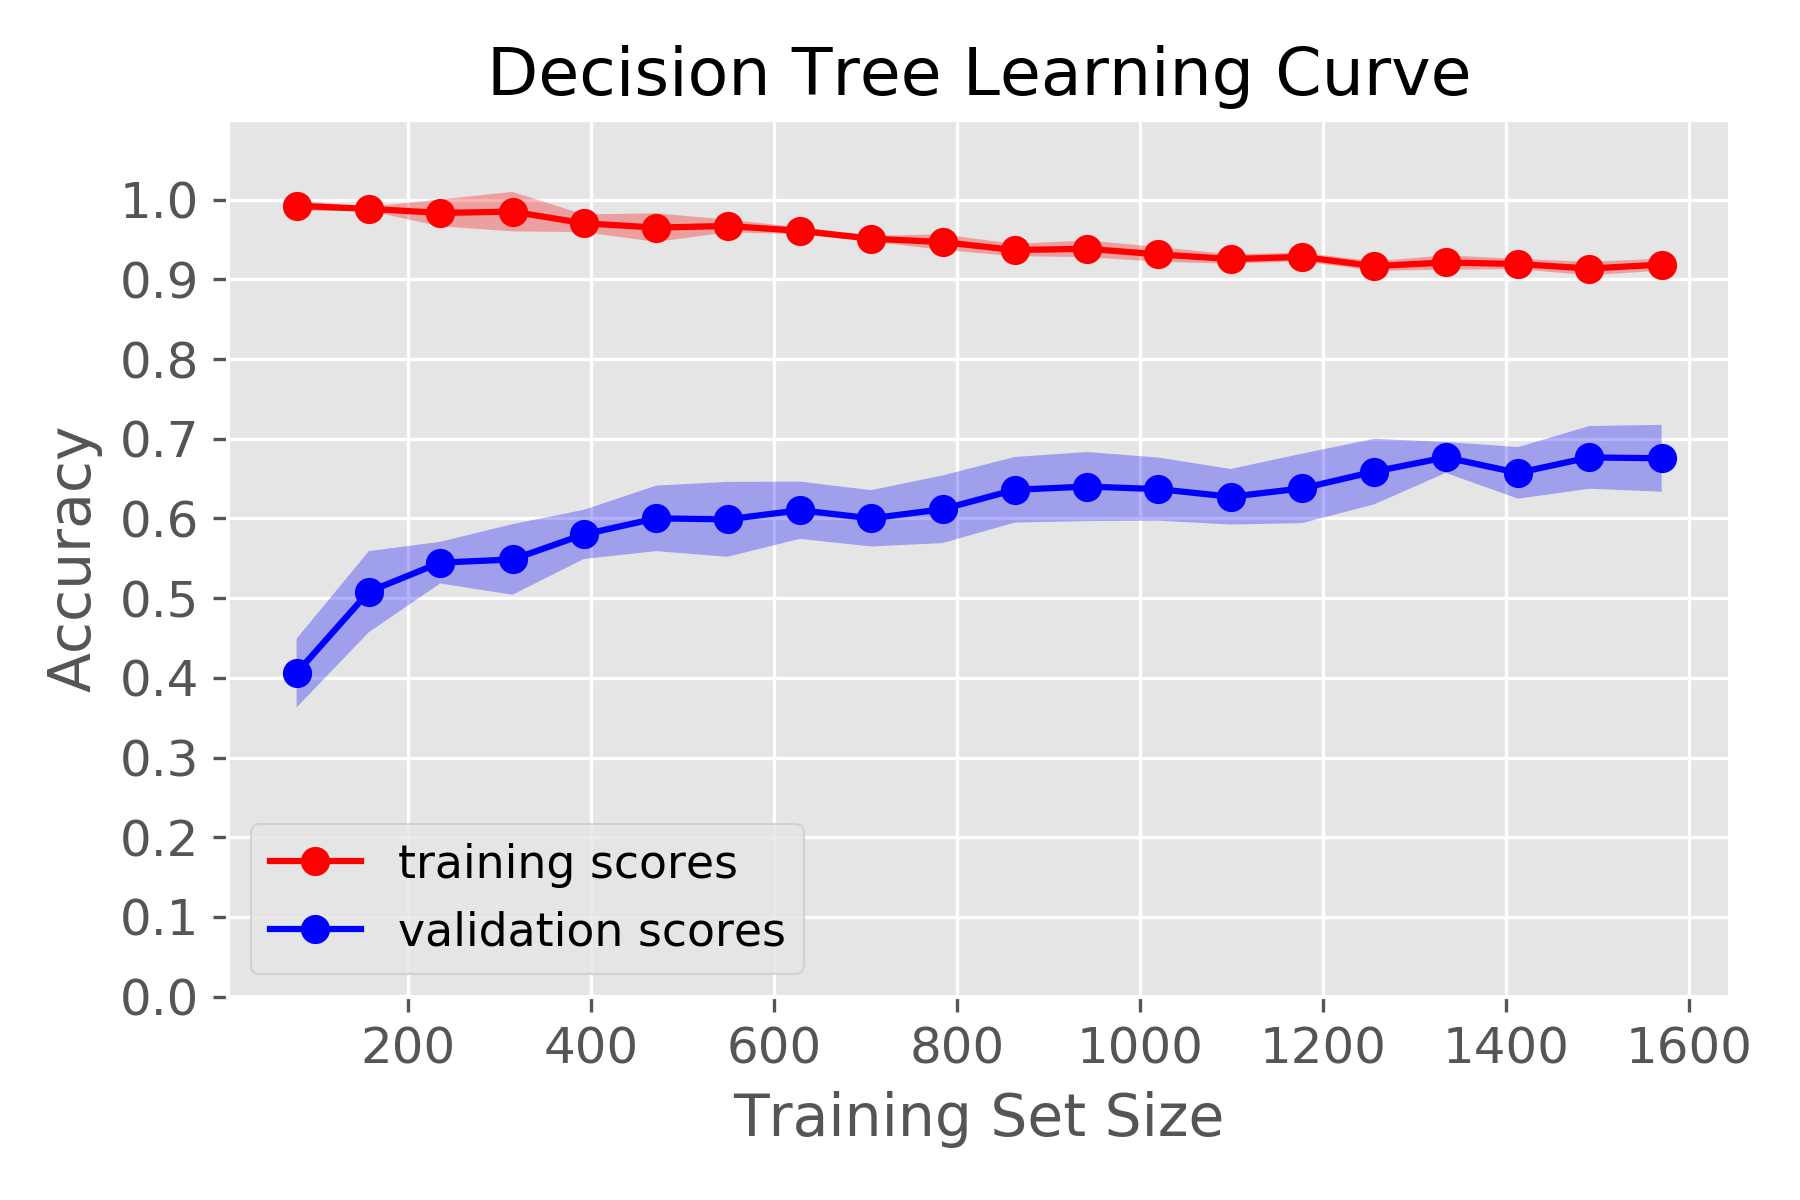 Decision Tree Learning Curve
1.0
0.9
0.8
0.7
0.6
0.5
0.4
0.3
0.2
0.1
0.0
Accuracy
training scores
validation scores
200 400 600 800 1000 1200 1400 1600
Training Set Size